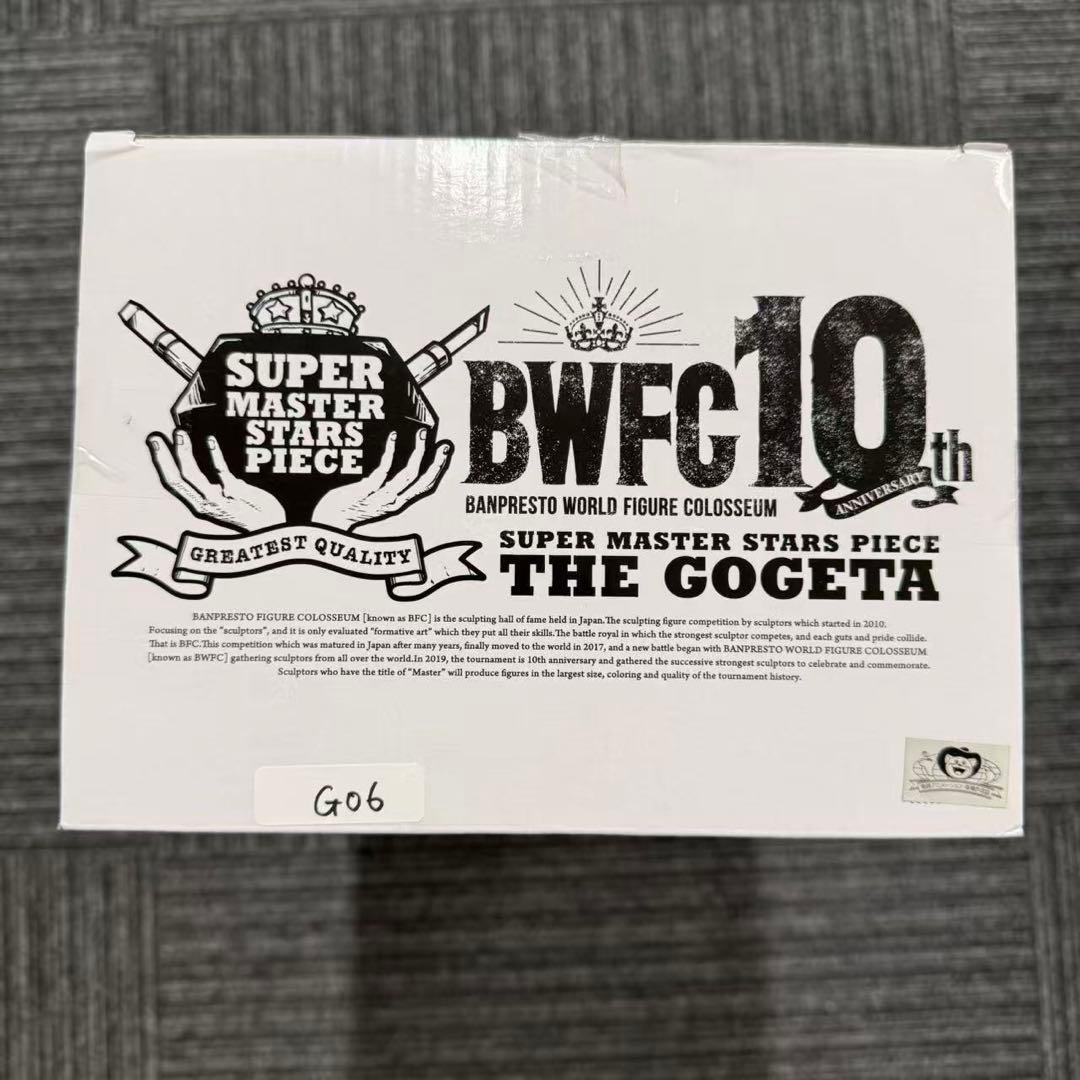 SUPER
MASTER
STARS
PIECE
GREATEST QUALITY
BWFC 10th
ANNIVERSARY
BANPRESTO WORLD FIGURE COLOSSEUM
SUPER MASTER STARS PIECE
THE GOGETA
BANPRESTO FIGURE COLOSSEUM [known as BFC] is the sculpting hall of fame held in Japan.The sculpting figure competition by sculptors which started in 2010.
Focusing on the "sculptors", and it is only evaluated "formative art" which they put all their skills.The battle royal in which the strongest sculptor competes, and each guts and pride collide.
That is BFC.This competition which was matured in Japan after many years, finally moved to the world in 2017, and a new battle began with BANPRESTO WORLD FIGURE COLOSSEUM
[known as BWFC] gathering sculptors from all over the world.In 2019, the tournament is 10th anniversary and gathered the successive strongest sculptors to celebrate and commemorate.
Sculptors who have the title of "Master" will produce figures in the largest size, coloring and quality of the tournament history.
G06